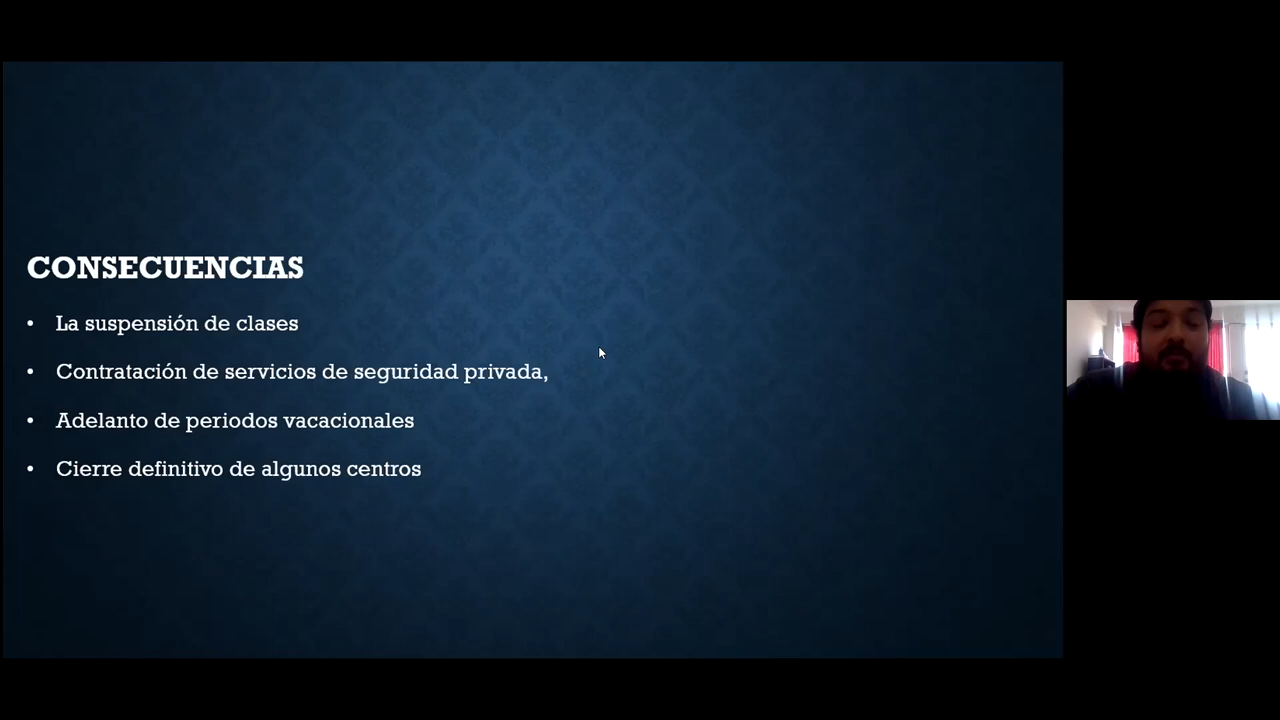 CONSECUENCIAS
• La suspensión de clases
• Contratación de servicios de seguridad privada,
• Adelanto de periodos vacacionales
• Cierre definitivo de algunos centros